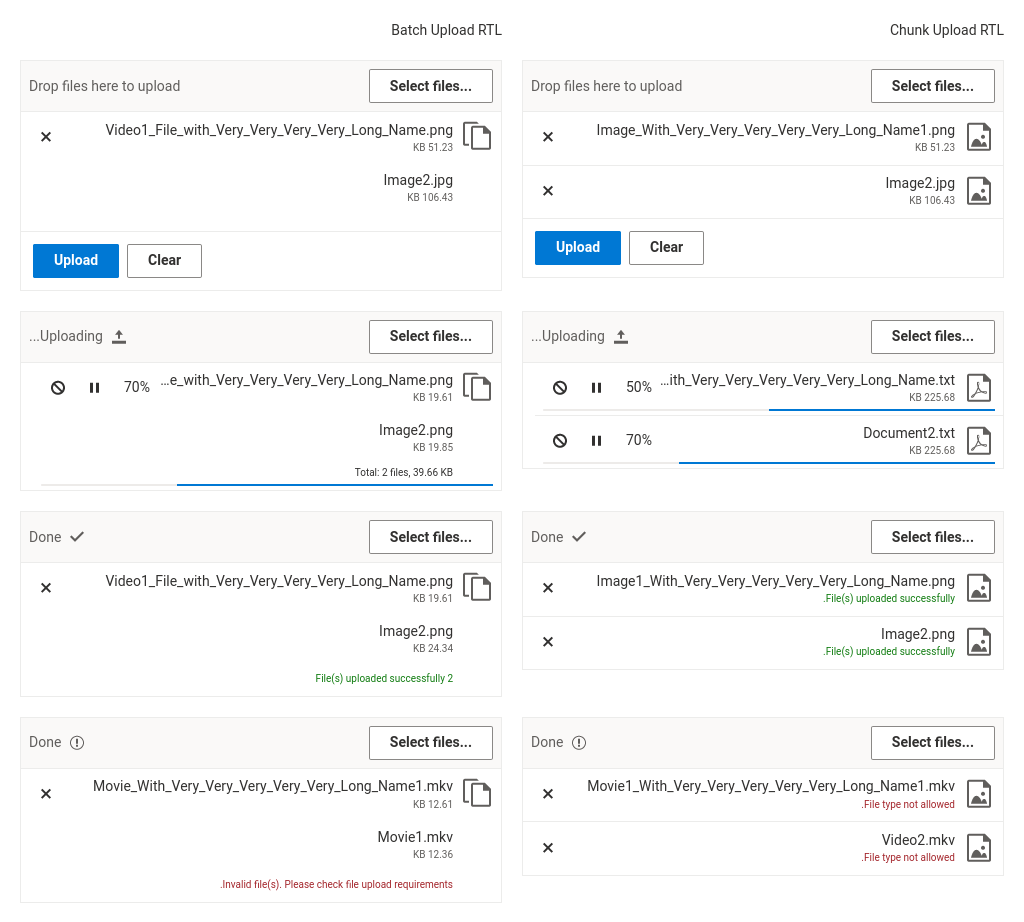 Batch Upload RTL
Drop files here to upload
Select files...
Video1_File_with_Very_Very_Very_Very_Long_Name.png
KB 51.23
Image2.jpg
KB 106.43
Upload
Clear
...Uploading
Select files...
70%
...e_with_Very_Very_Very_Very_Long_Name.png
KB 19.61
Image2.png
KB 19.85
Total: 2 files, 39.66 KB
Done
Select files...
Video1_File_with_Very_Very_Very_Very_Long_Name.png
KB 19.61
Image2.png
KB 24.34
File(s) uploaded successfully 2
Done
Select files...
Movie_With_Very_Very_Very_Very_Very_Long_Name1.mkv
KB 12.61
Movie1.mkv
KB 12.36
.Invalid file(s). Please check file upload requirements
Chunk Upload RTL
Drop files here to upload
Select files...
Image_With_Very_Very_Very_Very_Very_Long_Name1.png
KB 51.23
Image2.jpg
KB 106.43
Upload
Clear
...Uploading
Select files...
50%
...ith_Very_Very_Very_Very_Very_Long_Name.txt
KB 225.68
70%
Document2.txt
KB 225.68
Done
Select files...
Image1_With_Very_Very_Very_Very_Very_Long_Name.png
.File(s) uploaded successfully
Image2.png
.File(s) uploaded successfully
Done
Select files...
Movie1_With_Very_Very_Very_Very_Very_Long_Name1.mkv
.File type not allowed
Video2.mkv
.File type not allowed